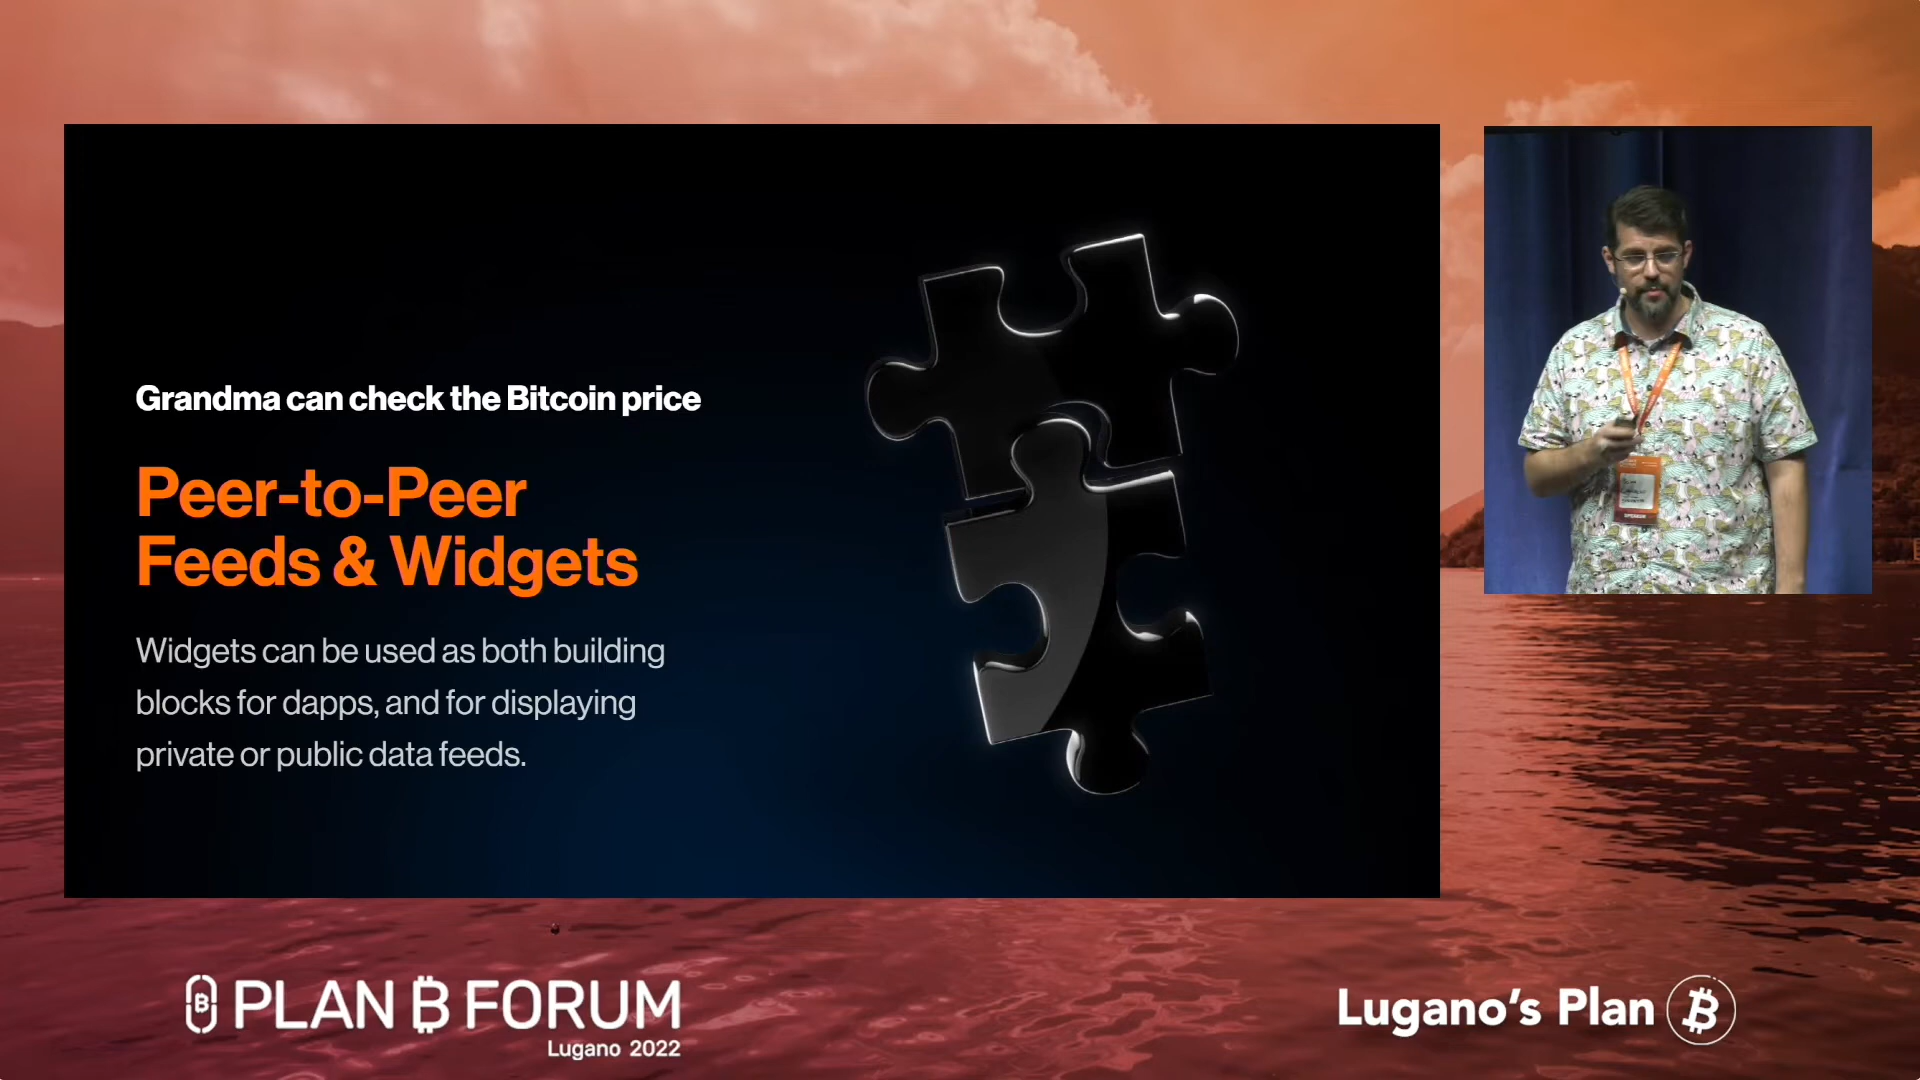 Grandma can check the Bitcoin price
Peer-to-Peer
Feeds & Widgets
Widgets can be used as both building
blocks for dapps, and for displaying
private or public data feeds.
SPEAKER
PLAN ₿ FORUM
Lugano 2022
Lugano’s Plan ₿